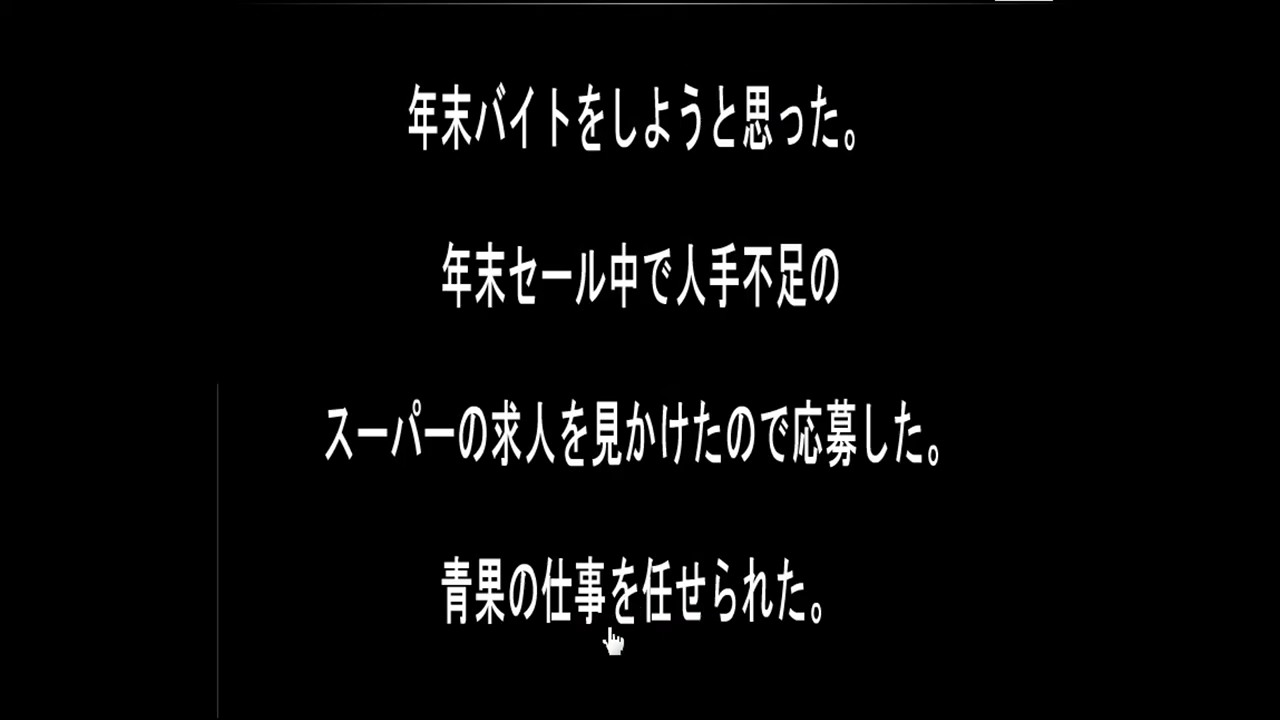 年末バイトをしようと思った。
年末セール中で人手不足の
スーパーの求人を見かけたので応募した。
青果の仕事を任せられた。